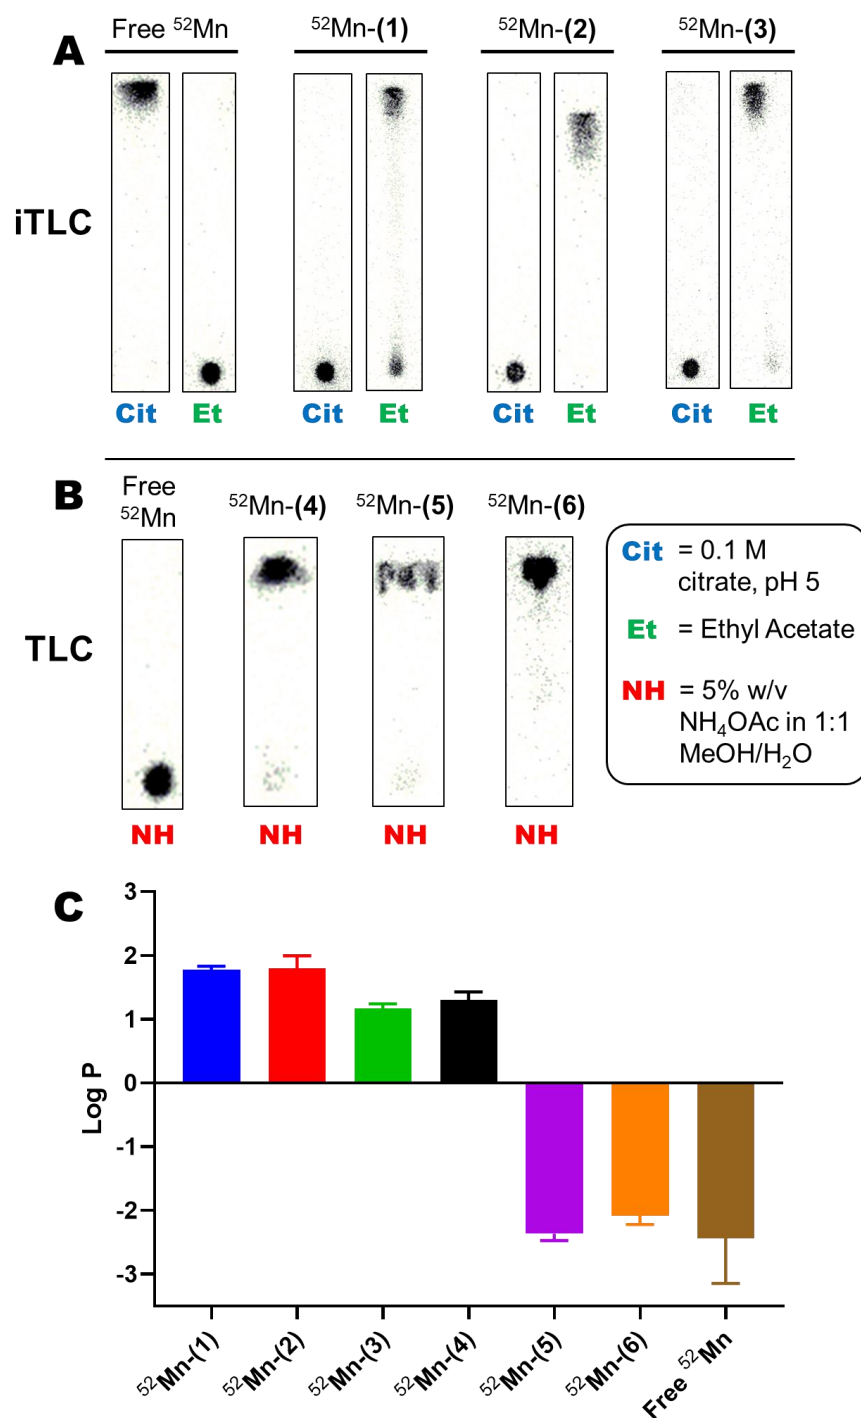 A
Free ⁵²Mn
⁵²Mn-(1)
⁵²Mn-(2)
⁵²Mn-(3)
iTLC
Cit Et Cit Et Cit Et Cit Et
B
Free
⁵²Mn
⁵²Mn-(4)
⁵²Mn-(5)
⁵²Mn-(6)
TLC
NH NH NH NH
Cit = 0.1 M
citrate, pH 5
Et = Ethyl Acetate
NH = 5% w/v
NH₄OAc in 1:1
MeOH/H₂O
C
Log P
3
2
1
0
-1
-2
-3
⁵²Mn-(1)
⁵²Mn-(2)
⁵²Mn-(3)
⁵²Mn-(4)
⁵²Mn-(5)
⁵²Mn-(6)
Free ⁵²Mn